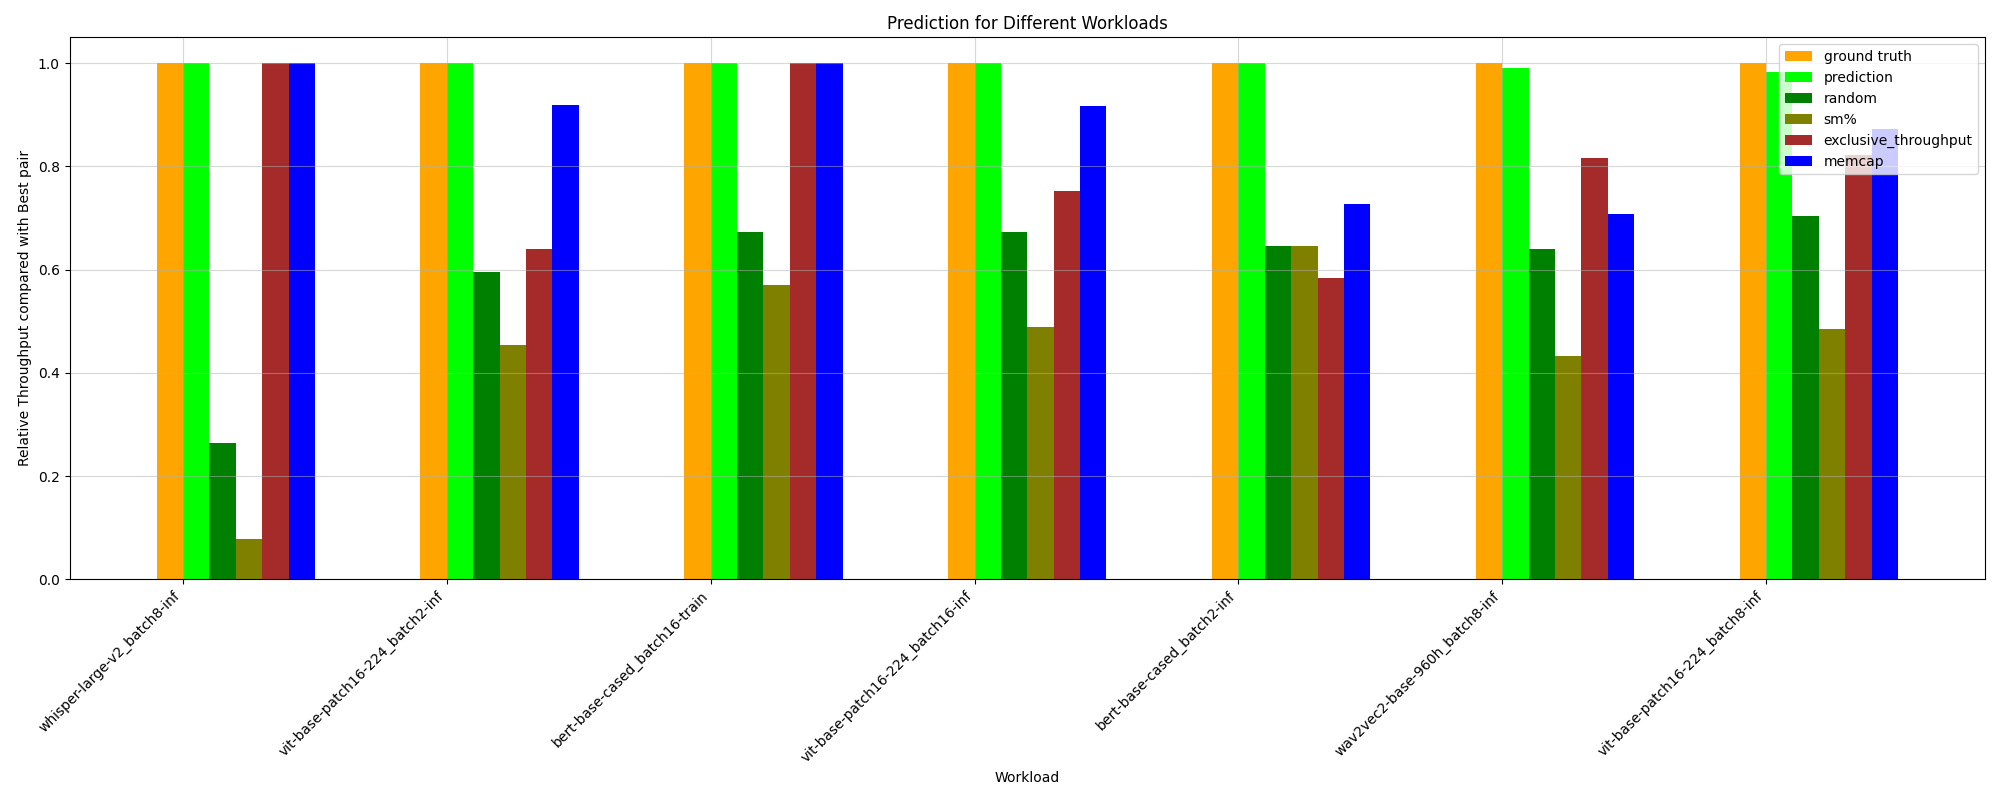 Prediction for Different Workloads
Relative Throughput compared with Best pair
1.0
0.8
0.6
0.4
0.2
0.0
ground truth
prediction
random
sm%
exclusive_throughput
memcap
whisper-large-v2_batch8-inf
vit-base-patch16-224_batch2-inf
bert-base-cased_batch16-train
vit-base-patch16-224_batch16-inf
bert-base-cased_batch2-inf
wav2vec2-base-960h_batch8-inf
vit-base-patch16-224_batch8-inf
Workload